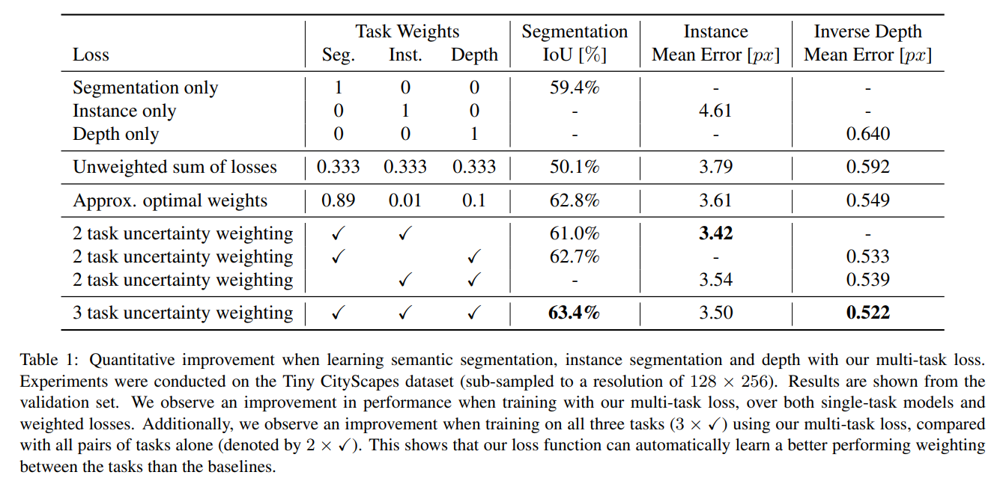 Task Weights Segmentation Instance Inverse Depth
Loss Seg. Inst. Depth IoU [%] Mean Error [px] Mean Error [px]
Segmentation only 1 0 0 59.4% - -
Instance only 0 1 0 - 4.61 -
Depth only 0 0 1 - - 0.640
Unweighted sum of losses 0.333 0.333 0.333 50.1% 3.79 0.592
Approx. optimal weights 0.89 0.01 0.1 62.8% 3.61 0.549
2 task uncertainty weighting ✓ ✓ 61.0% 3.42 -
2 task uncertainty weighting ✓ ✓ 62.7% - 0.533
2 task uncertainty weighting ✓ ✓ - 3.54 0.539
3 task uncertainty weighting ✓ ✓ ✓ 63.4% 3.50 0.522
Table 1: Quantitative improvement when learning semantic segmentation, instance segmentation and depth with our multi-task loss.
Experiments were conducted on the Tiny CityScapes dataset (sub-sampled to a resolution of 128 × 256). Results are shown from the
validation set. We observe an improvement in performance when training with our multi-task loss, over both single-task models and
weighted losses. Additionally, we observe an improvement when training on all three tasks (3 × ✓) using our multi-task loss, compared
with all pairs of tasks alone (denoted by 2 × ✓). This shows that our loss function can automatically learn a better performing weighting
between the tasks than the baselines.